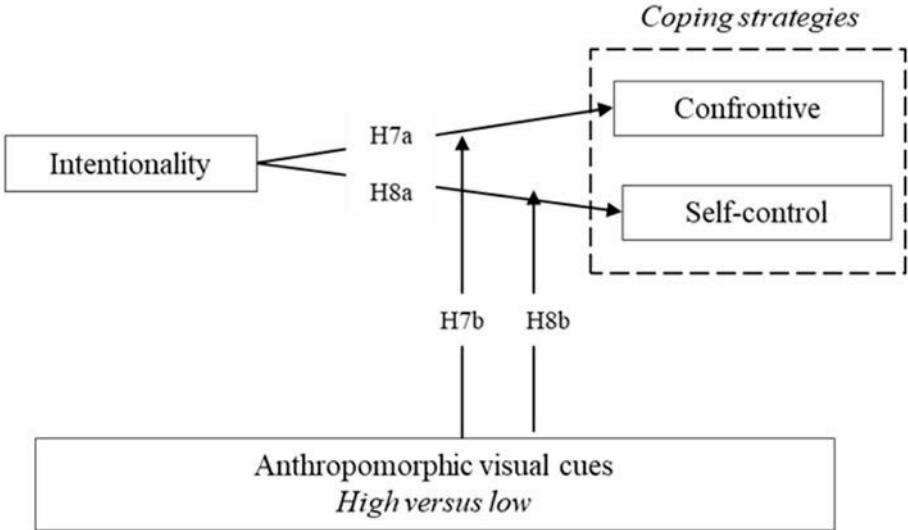 Coping strategies
Confrontive
H7a
Intentionality
H8a
Self-control
H7b
H8b
Anthropomorphic visual cues
High versus low